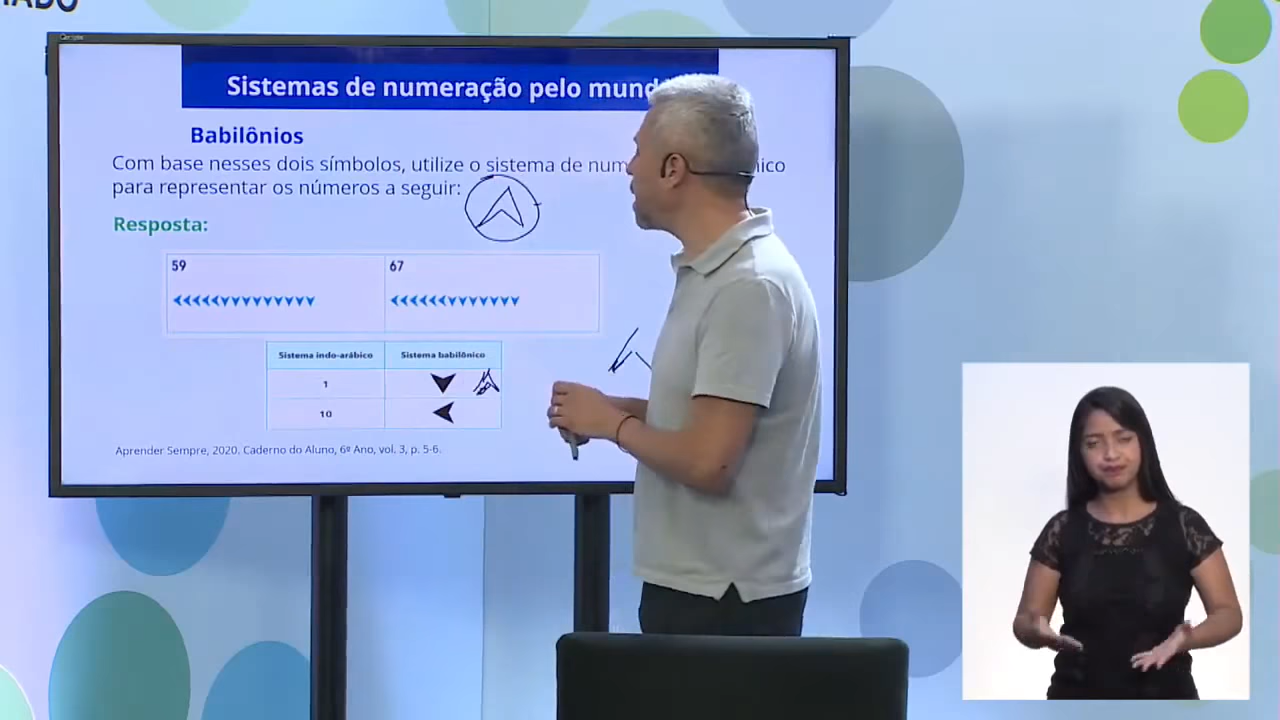 Sistemas de numeração pelo
Babilônios
Com base nesses dois símbolos, utilize o sistema de
para representar os números a seguir:
Resposta:
59 67
Sistema indo-arábico Sistema babilônico
1
10
Aprender Sempre, 2020. Caderno do Aluno, 6º Ano, vol. 3, p. 5-6.